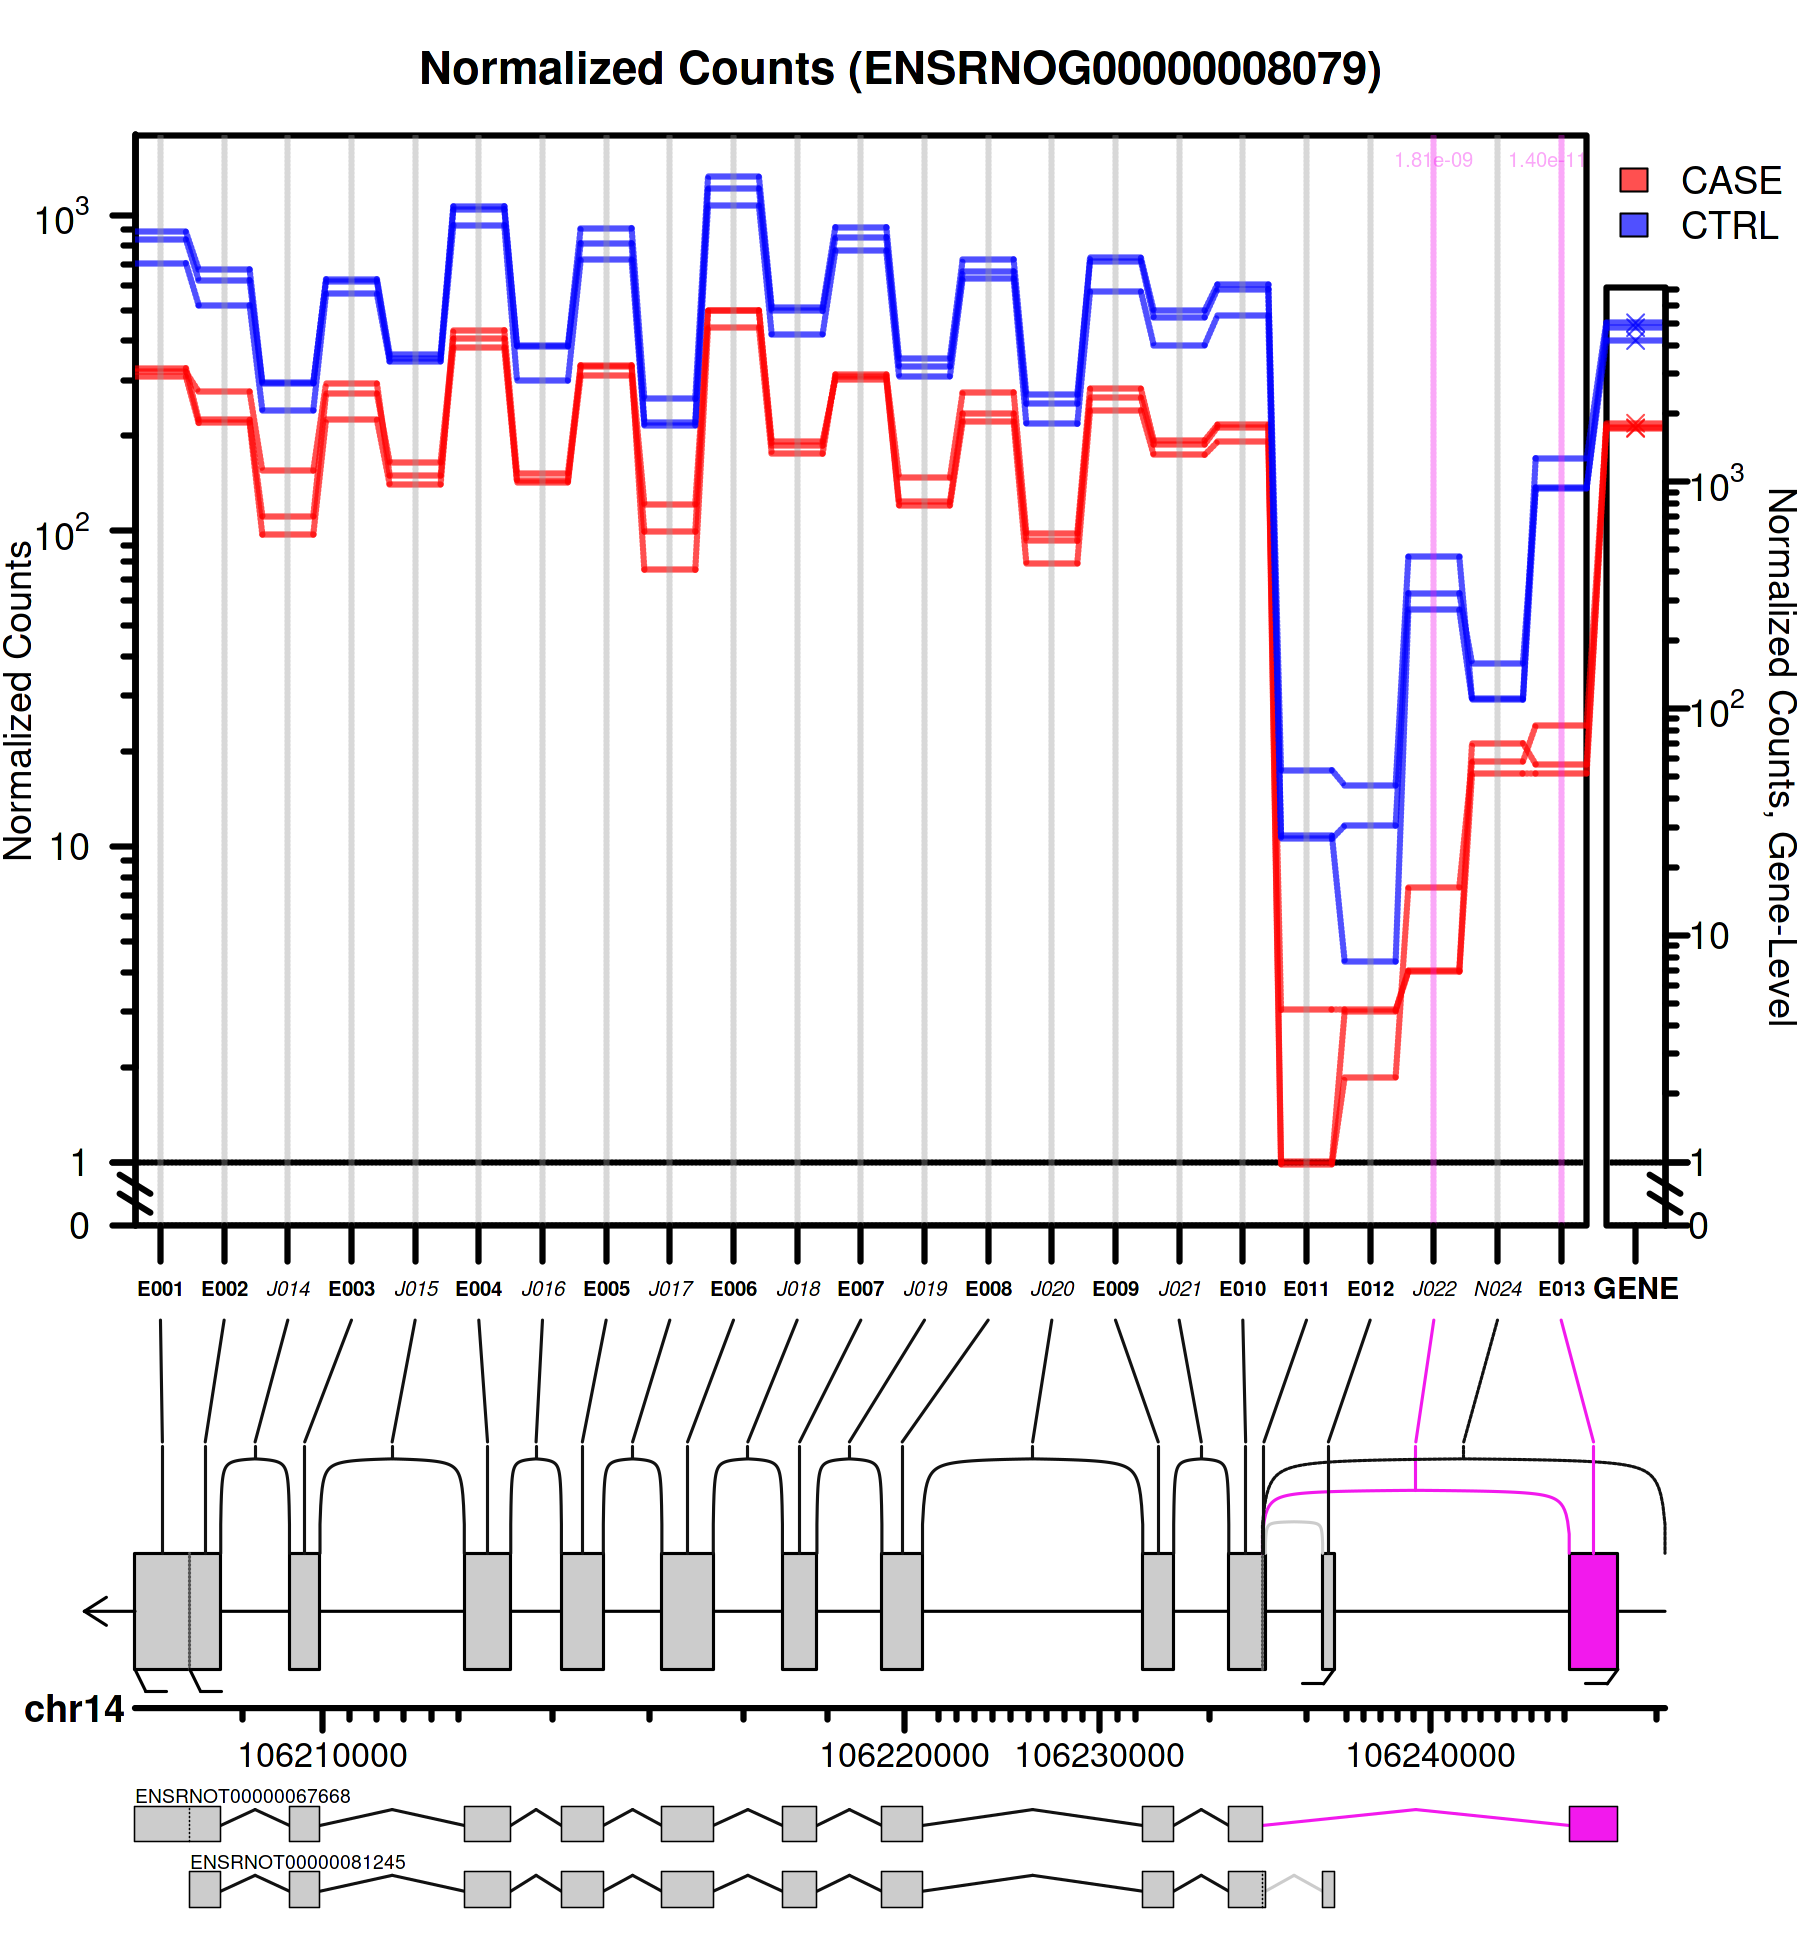 Normalized Counts (ENSRNOG00000008079)
1.81e-09 1.40e-11
CASE
CTRL
Normalized Counts
10^3
10^2
10
1
0
Normalized Counts, Gene-Level
10^3
10^2
10
1
0
E001 E002 J014 E003 J015 E004 J016 E005 J017 E006 J018 E007 J019 E008 J020 E009 J021 E010 E011 E012 J022 N024 E013 GENE
chr14
106210000 106220000 106230000 106240000
ENSRNOT00000067668
ENSRNOT00000081245